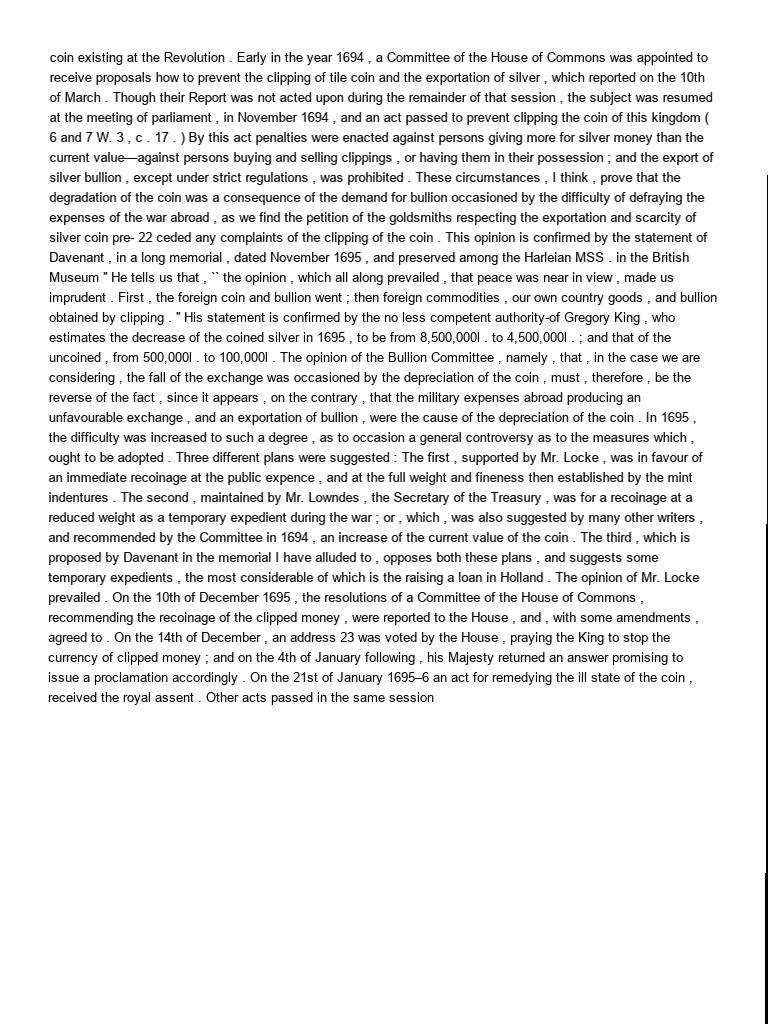 coin existing at the Revolution . Early in the year 1694 , a Committee of the House of Commons was appointed to
receive proposals how to prevent the clipping of tile coin and the exportation of silver , which reported on the 10th
of March . Though their Report was not acted upon during the remainder of that session , the subject was resumed
at the meeting of parliament , in November 1694 , and an act passed to prevent clipping the coin of this kingdom (
6 and 7 W. 3 , c . 17 . ) By this act penalties were enacted against persons giving more for silver money than the
current value—against persons buying and selling clippings , or having them in their possession ; and the export of
silver bullion , except under strict regulations , was prohibited . These circumstances , I think , prove that the
degradation of the coin was a consequence of the demand for bullion occasioned by the difficulty of defraying the
expenses of the war abroad , as we find the petition of the goldsmiths respecting the exportation and scarcity of
silver coin pre- 22 ceded any complaints of the clipping of the coin . This opinion is confirmed by the statement of
Davenant , in a long memorial , dated November 1695 , and preserved among the Harleian MSS . in the British
Museum " He tells us that , `` the opinion , which all along prevailed , that peace was near in view , made us
imprudent . First , the foreign coin and bullion went ; then foreign commodities , our own country goods , and bullion
obtained by clipping . " His statement is confirmed by the no less competent authority-of Gregory King , who
estimates the decrease of the coined silver in 1695 , to be from 8,500,000l . to 4,500,000l . ; and that of the
uncoined , from 500,000l . to 100,000l . The opinion of the Bullion Committee , namely , that , in the case we are
considering , the fall of the exchange was occasioned by the depreciation of the coin , must , therefore , be the
reverse of the fact , since it appears , on the contrary , that the military expenses abroad producing an
unfavourable exchange , and an exportation of bullion , were the cause of the depreciation of the coin . In 1695 ,
the difficulty was increased to such a degree , as to occasion a general controversy as to the measures which ,
ought to be adopted . Three different plans were suggested : The first , supported by Mr. Locke , was in favour of
an immediate recoinage at the public expence , and at the full weight and fineness then established by the mint
indentures . The second , maintained by Mr. Lowndes , the Secretary of the Treasury , was for a recoinage at a
reduced weight as a temporary expedient during the war ; or , which , was also suggested by many other writers ,
and recommended by the Committee in 1694 , an increase of the current value of the coin . The third , which is
proposed by Davenant in the memorial I have alluded to , opposes both these plans , and suggests some
temporary expedients , the most considerable of which is the raising a loan in Holland . The opinion of Mr. Locke
prevailed . On the 10th of December 1695 , the resolutions of a Committee of the House of Commons ,
recommending the recoinage of the clipped money , were reported to the House , and , with some amendments ,
agreed to . On the 14th of December , an address 23 was voted by the House , praying the King to stop the
currency of clipped money ; and on the 4th of January following , his Majesty returned an answer promising to
issue a proclamation accordingly . On the 21st of January 1695–6 an act for remedying the ill state of the coin ,
received the royal assent . Other acts passed in the same session